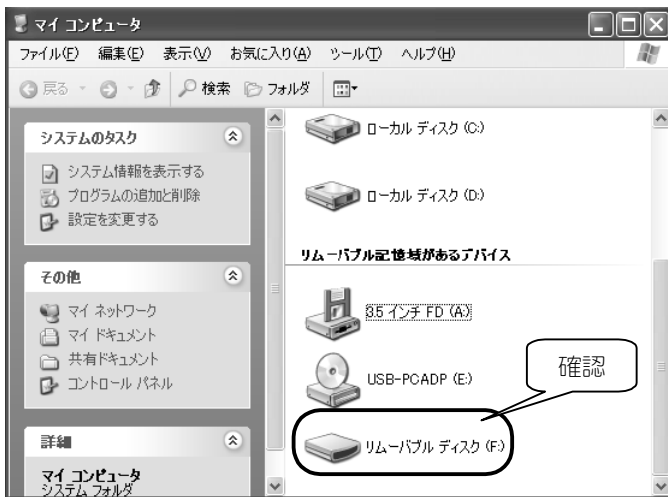 マイ コンピュータ
ファイル(F) 編集(E) 表示(V) お気に入り(A) ツール(T) ヘルプ(H)
戻る 検索 フォルダ
システムのタスク
システム情報を表示する
プログラムの追加と削除
設定を変更する
その他
マイ ネットワーク
マイ ドキュメント
共有ドキュメント
コントロール パネル
詳細
マイ コンピュータ
システム フォルダ
ローカル ディスク (C:)
ローカル ディスク (D:)
リムーバブル記憶域があるデバイス
3.5 インチ FD (A:)
USB-PCADP (E:)
確認
リムーバブル ディスク (F:)